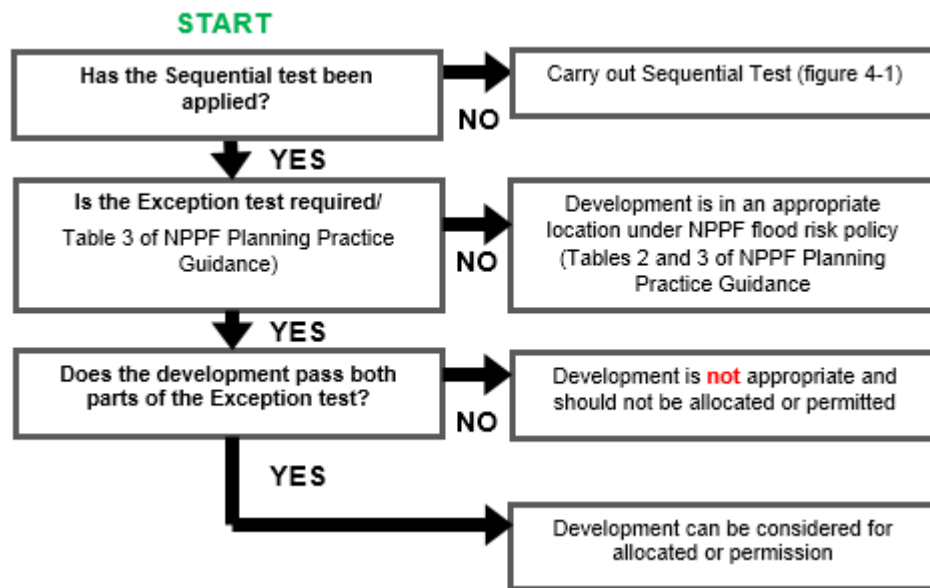 START
Has the Sequential test been
applied?
NO
Carry out Sequential Test (figure 4-1)
YES
Is the Exception test required/
Table 3 of NPPF Planning Practice
Guidance)
NO
Development is in an appropriate
location under NPPF flood risk policy
(Tables 2 and 3 of NPPF Planning
Practice Guidance
YES
Does the development pass both
parts of the Exception test?
NO
Development is not appropriate and
should not be allocated or permitted
YES
Development can be considered for
allocated or permission